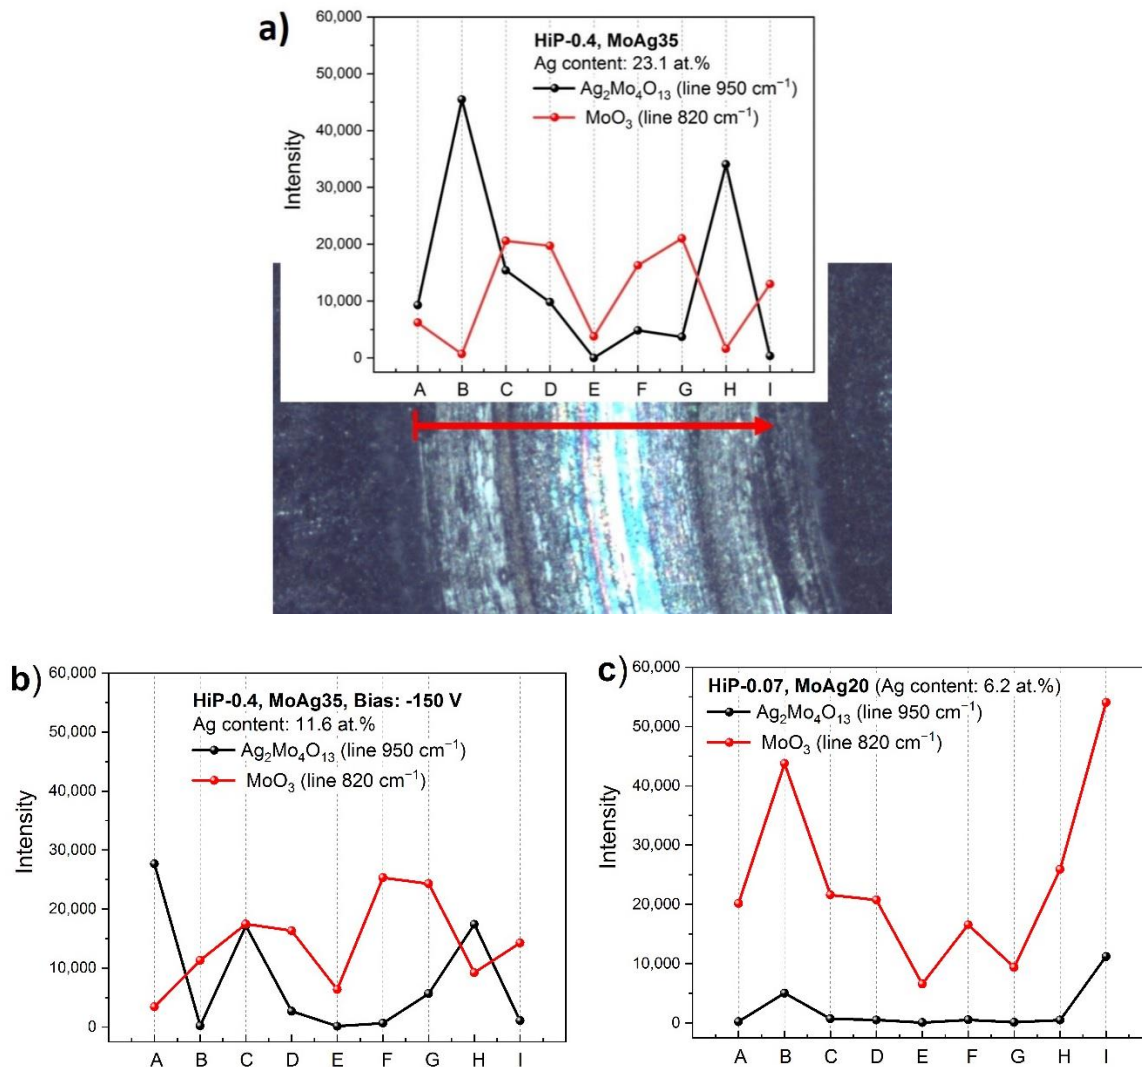 a)
HiP-0.4, MoAg35
Ag content: 23.1 at.%
Ag₂Mo₄O₁₃ (line 950 cm⁻¹)
MoO₃ (line 820 cm⁻¹)
Intensity
60,000
50,000
40,000
30,000
20,000
10,000
0
A B C D E F G H I
b)
HiP-0.4, MoAg35, Bias: -150 V
Ag content: 11.6 at.%
Ag₂Mo₄O₁₃ (line 950 cm⁻¹)
MoO₃ (line 820 cm⁻¹)
Intensity
60,000
50,000
40,000
30,000
20,000
10,000
0
A B C D E F G H I
c)
HiP-0.07, MoAg20 (Ag content: 6.2 at.%)
Ag₂Mo₄O₁₃ (line 950 cm⁻¹)
MoO₃ (line 820 cm⁻¹)
Intensity
60,000
50,000
40,000
30,000
20,000
10,000
0
A B C D E F G H I